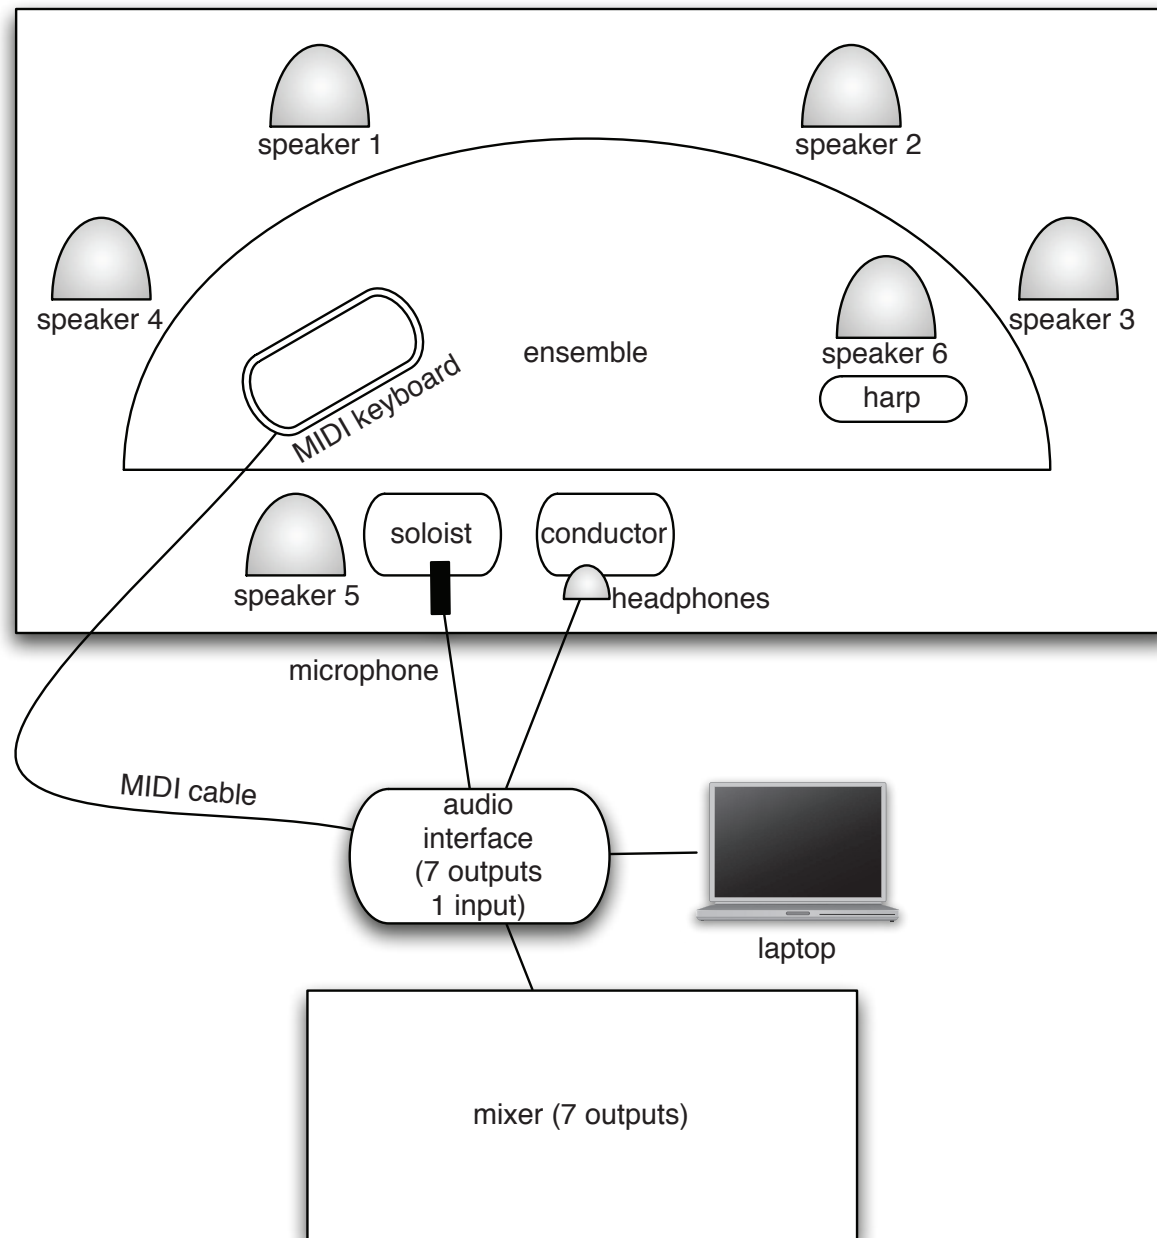 speaker 1
speaker 2
speaker 4
speaker 3
ensemble
speaker 6
harp
MIDI keyboard
soloist
conductor
speaker 5
headphones
microphone
MIDI cable
audio
interface
(7 outputs
1 input)
laptop
mixer (7 outputs)